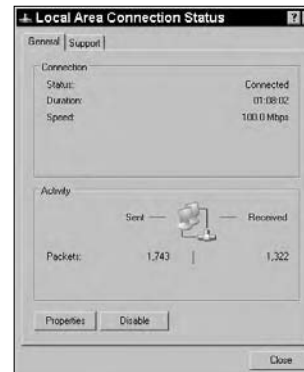 Local Area Connection Status ?
General Support
Connection
Status: Connected
Duration: 01:08:02
Speed: 100.0 Mbps
Activity
Sent — — Received
Packets: 1,743 | 1,322
Properties Disable
Close